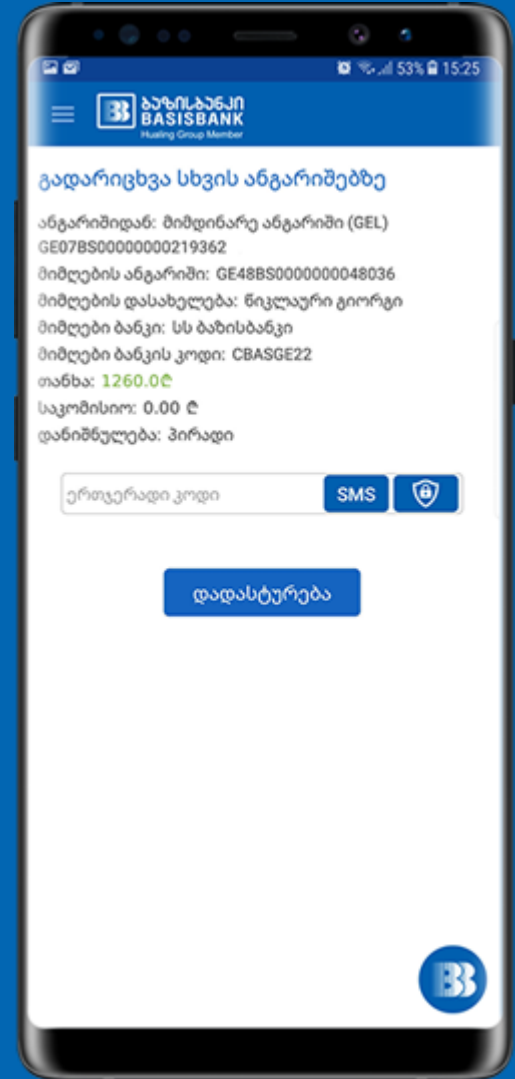 53% 15:25
ბაზისბანკი
BASISBANK
Hualing Group Member
გადარიცხვა სხვის ანგარიშებზე
ანგარიშიდან: მიმდინარე ანგარიში (GEL)
GE07BS00000000219362
მიმღების ანგარიში: GE48BS0000000048036
მიმღების დასახელება: წიკლაური გიორგი
მიმღები ბანკი: სს ბაზისბანკი
მიმღები ბანკის კოდი: CBASGE22
თანხა: 1260.0₾
საკომისიო: 0.00 ₾
დანიშნულება: პირადი
ერთჯერადი კოდი SMS
დადასტურება